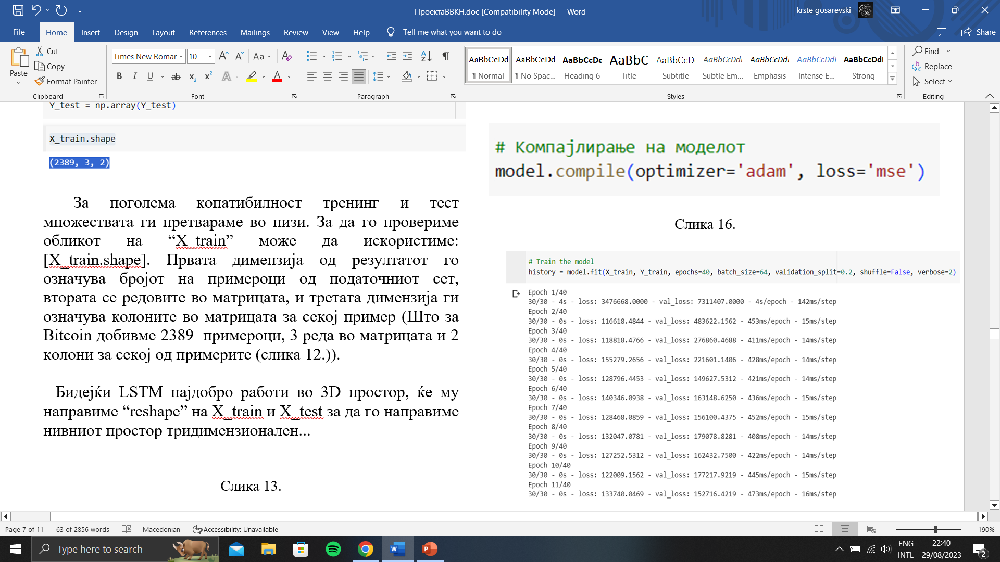 ПроектаВВКН.doc [Compatibility Mode] - Word
krste gosarevski
File
Home
Insert
Design
Layout
References
Mailings
Review
View
Help
Tell me what you want to do
Share
Paste
Cut
Copy
Format Painter
Clipboard
Times New Romar
10
Font
Paragraph
AaBbCcDd
¶ Normal
AaBbCcDd
¶ No Spac...
AaBbCcDc
Heading 6
AaBbC
Title
AaBbCcDc
Subtitle
AaBbCcDdI
Subtle Em...
AaBbCcDdI
Emphasis
AaBbCcDdI
Intense E...
AaBbCcDdI
Strong
Styles
Find
Replace
Select
Editing
Y_test = np.array(Y_test)
X_train.shape
(2389, 3, 2)
За поголема копатибилност тренинг и тест
множествата ги претвараме во низи. За да го провериме
обликот на “X_train” може да искористиме:
[X_train.shape]. Првата димензија од резултатот го
означува бројот на примероци од податочниот сет,
втората се редовите во матрицата, и третата димензија ги
означува колоните во матрицата за секој пример (Што за
Bitcoin добивме 2389 примероци, 3 реда во матрицата и 2
колони за секој од примерите (слика 12.)).
Бидејќи LSTM најдобро работи во 3D простор, ќе му
направиме “reshape” на X_train и X_test за да го направиме
нивниот простор тридимензионален...
Слика 13.
# Компајлирање на моделот
model.compile(optimizer='adam', loss='mse')
Слика 16.
# Train the model
history = model.fit(X_train, Y_train, epochs=40, batch_size=64, validation_split=0.2, shuffle=False, verbose=2)
Epoch 1/40
30/30 - 4s - loss: 3476668.0000 - val_loss: 7311407.0000 - 4s/epoch - 142ms/step
Epoch 2/40
30/30 - 0s - loss: 116618.4844 - val_loss: 483622.1562 - 453ms/epoch - 15ms/step
Epoch 3/40
30/30 - 0s - loss: 118818.4766 - val_loss: 276860.4688 - 411ms/epoch - 14ms/step
Epoch 4/40
30/30 - 0s - loss: 155279.2656 - val_loss: 221601.1406 - 428ms/epoch - 14ms/step
Epoch 5/40
30/30 - 0s - loss: 128796.4453 - val_loss: 149627.5312 - 421ms/epoch - 14ms/step
Epoch 6/40
30/30 - 0s - loss: 140346.0938 - val_loss: 163148.6250 - 436ms/epoch - 15ms/step
Epoch 7/40
30/30 - 0s - loss: 128468.0859 - val_loss: 156100.4375 - 452ms/epoch - 15ms/step
Epoch 8/40
30/30 - 0s - loss: 132047.0781 - val_loss: 179078.8281 - 408ms/epoch - 14ms/step
Epoch 9/40
30/30 - 0s - loss: 127252.5312 - val_loss: 162432.7500 - 422ms/epoch - 14ms/step
Epoch 10/40
30/30 - 0s - loss: 122009.1562 - val_loss: 177217.9219 - 445ms/epoch - 15ms/step
Epoch 11/40
30/30 - 0s - loss: 133740.0469 - val_loss: 152716.4219 - 473ms/epoch - 16ms/step
Page 7 of 11
63 of 2856 words
Macedonian
Accessibility: Unavailable
190%
Type here to search
ENG
INTL
22:40
29/08/2023
2